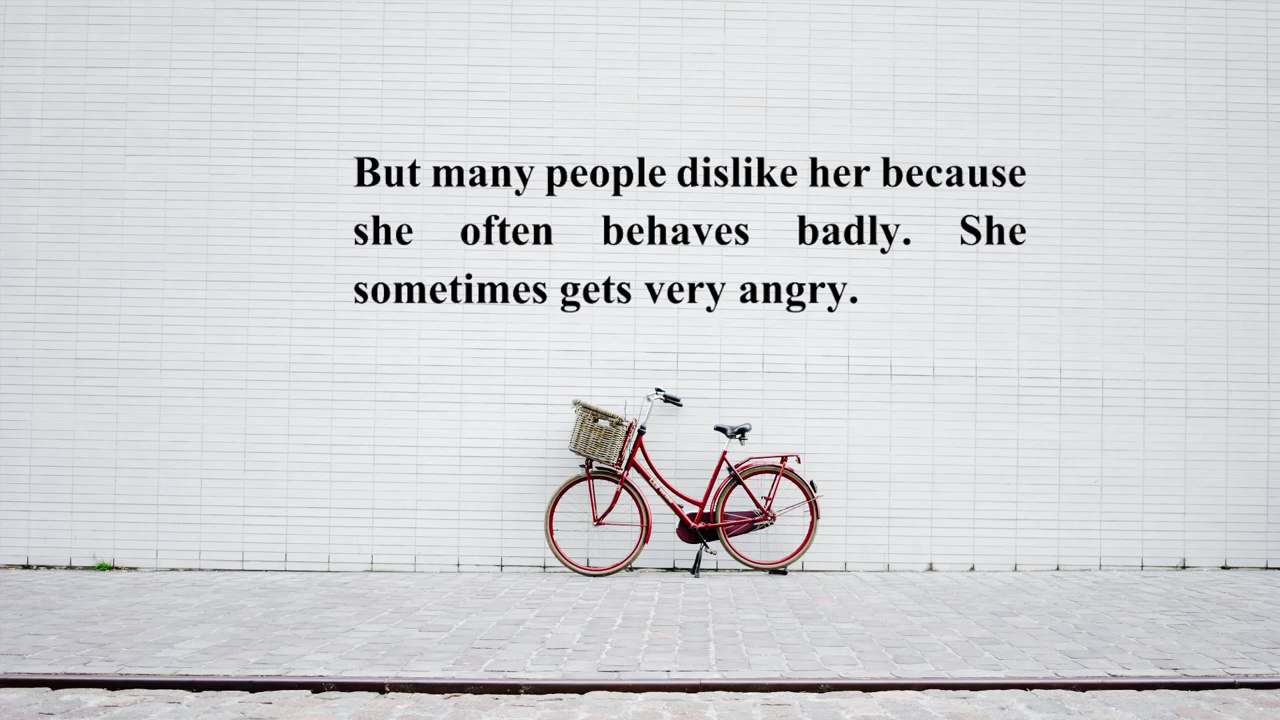 But many people dislike her because
she often behaves badly. She
sometimes gets very angry.